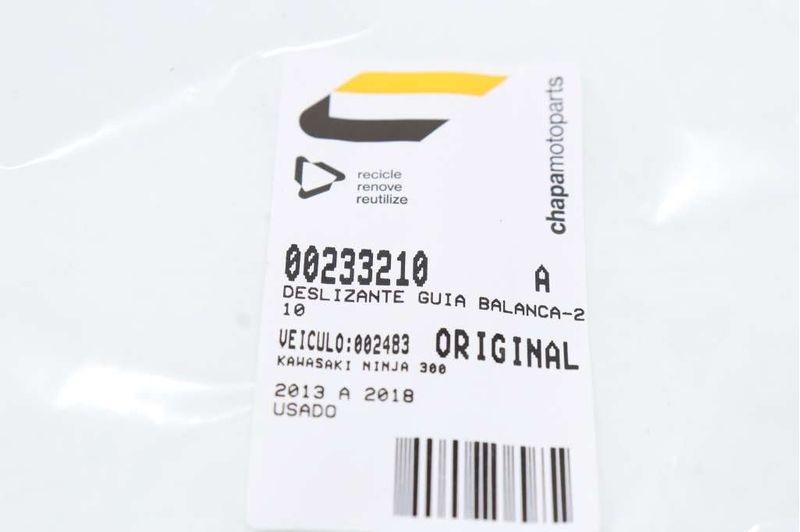 chapamotoparts
recicle
renove
reutilize
00233210 A
DESLIZANTE GUIA BALANCA-2
10
VEICULO:002483 ORIGINAL
KAWASAKI NINJA 300
2013 A 2018
USADO